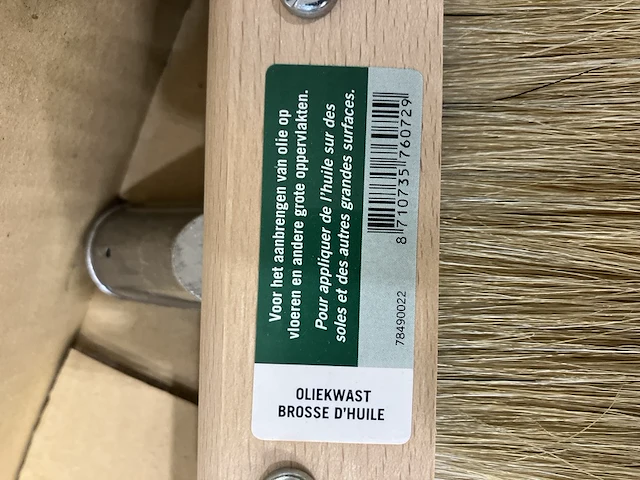 Voor het aanbrengen van olie op
vloeren en andere grote oppervlakten.
Pour appliquer de l'huile sur des
soles et des autres grandes surfaces.
8 710735 760729
78490022
OLIEKWAST
BROSSE D'HUILE